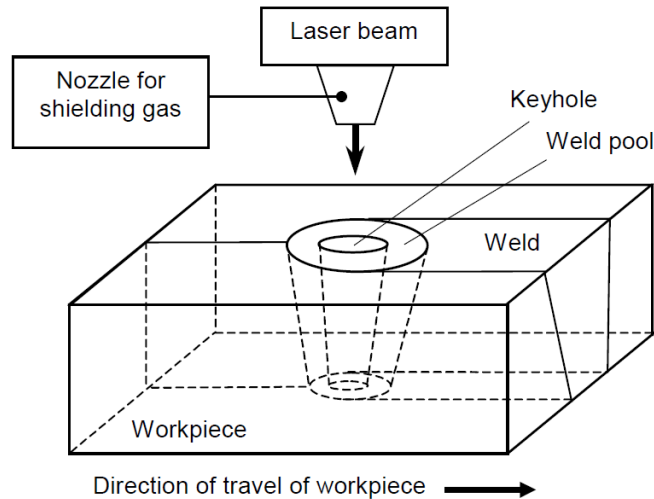 Laser beam
Nozzle for
shielding gas
Keyhole
Weld pool
Weld
Workpiece
Direction of travel of workpiece